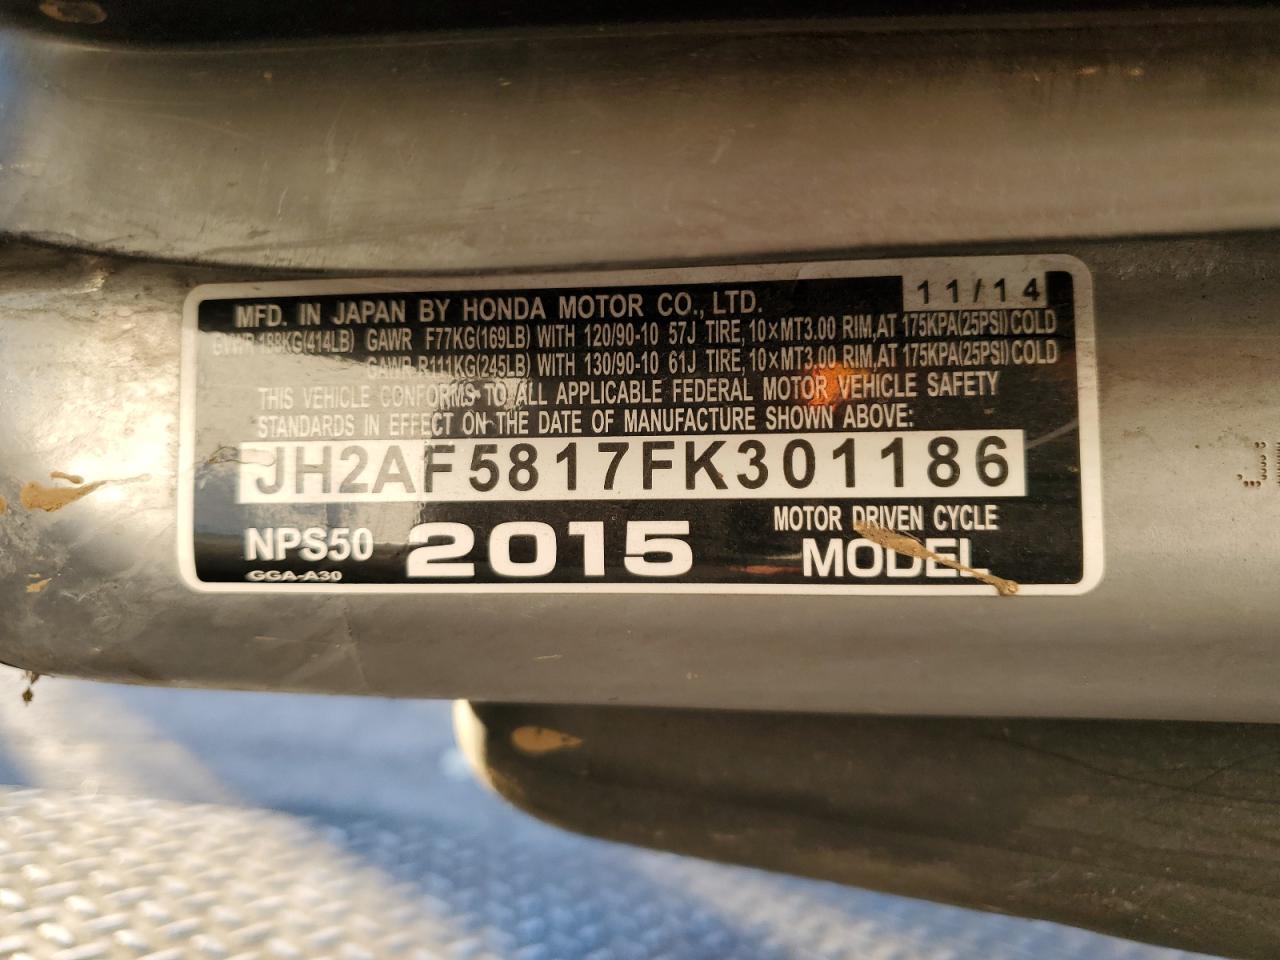 11/14
MFD. IN JAPAN BY HONDA MOTOR CO., LTD.
GVWR 188KG(414LB) GAWR F77KG(169LB) WITH 120/90-10 57J TIRE, 10×MT3.00 RIM, AT 175KPA(25PSI) COLD
GAWR R111KG(245LB) WITH 130/90-10 61J TIRE, 10×MT3.00 RIM, AT 175KPA(25PSI) COLD
THIS VEHICLE CONFORMS TO ALL APPLICABLE FEDERAL MOTOR VEHICLE SAFETY
STANDARDS IN EFFECT ON THE DATE OF MANUFACTURE SHOWN ABOVE:
JH2AF5817FK301186
NPS50 2015 MOTOR DRIVEN CYCLE
GGA-A30 MODEL